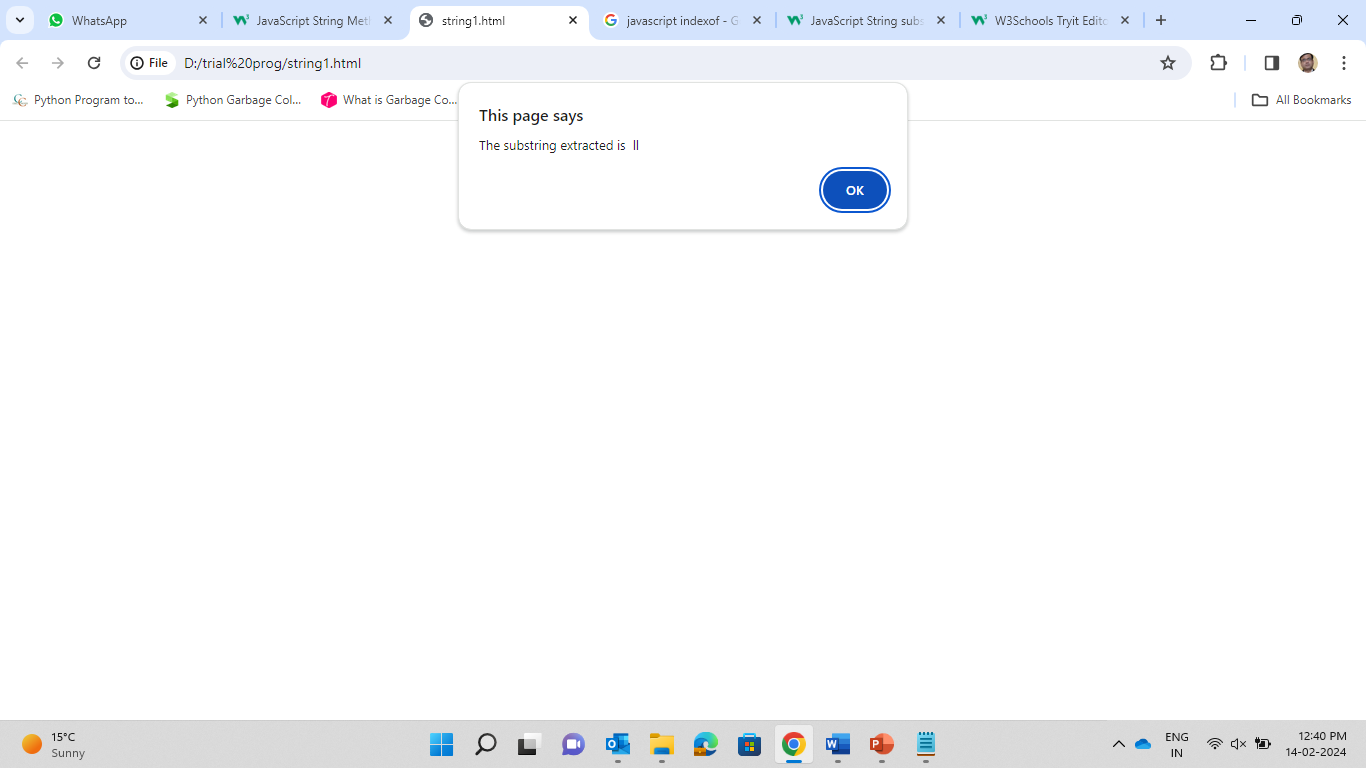 WhatsApp
JavaScript String Met
string1.html
javascript indexof - G
JavaScript String subs
W3Schools Tryit Edito
File
D:/trial%20prog/string1.html
Python Program to...
Python Garbage Col...
What is Garbage Co...
All Bookmarks
This page says
The substring extracted is  ll
OK
15°C
Sunny
ENG
IN
12:40 PM
14-02-2024